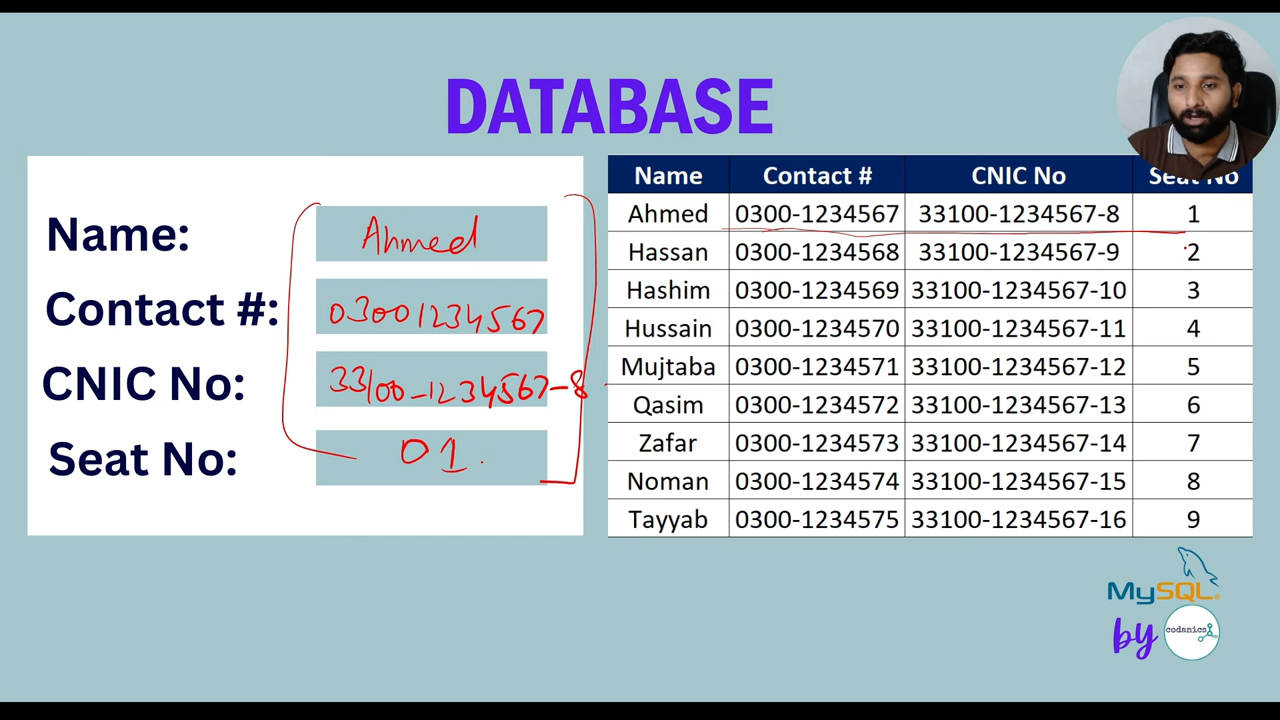 DATABASE
Name: Ahmed
Contact #: 03001234567
CNIC No: 33100-1234567-8
Seat No: 01.
Name Contact # CNIC No Seat No
Ahmed 0300-1234567 33100-1234567-8 1
Hassan 0300-1234568 33100-1234567-9 2
Hashim 0300-1234569 33100-1234567-10 3
Hussain 0300-1234570 33100-1234567-11 4
Mujtaba 0300-1234571 33100-1234567-12 5
Qasim 0300-1234572 33100-1234567-13 6
Zafar 0300-1234573 33100-1234567-14 7
Noman 0300-1234574 33100-1234567-15 8
Tayyab 0300-1234575 33100-1234567-16 9
MySQL
by codanics